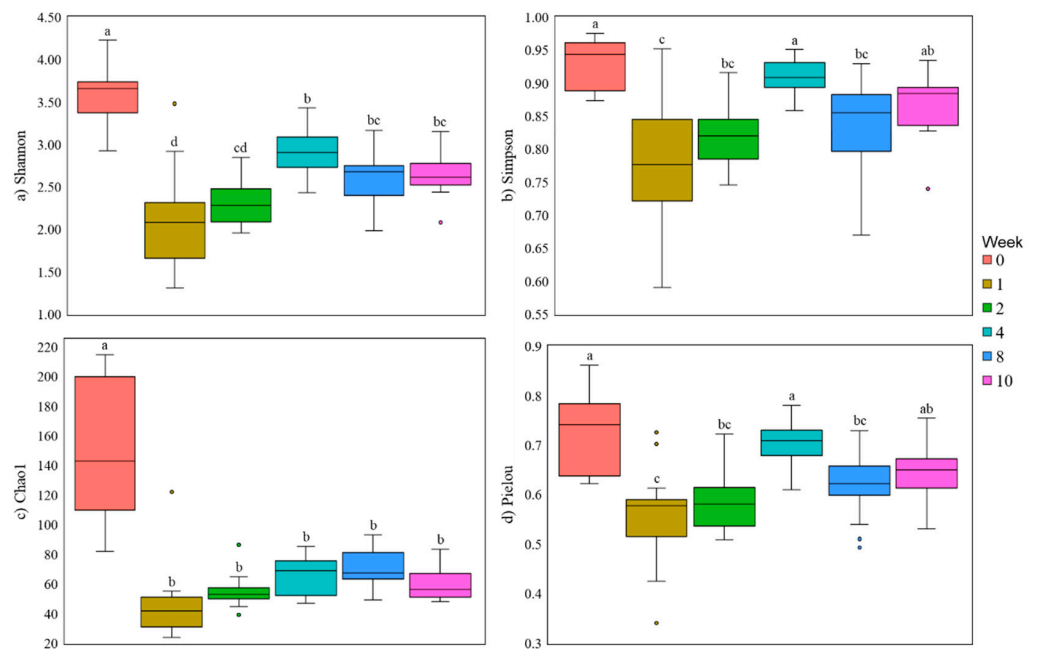 a) Shannon
4.50
4.00
3.50
3.00
2.50
2.00
1.50
1.00
a
d
cd
b
bc
bc
b) Simpson
1.00
0.95
0.90
0.85
0.80
0.75
0.70
0.65
0.60
0.55
a
c
bc
a
bc
ab
Week
0
1
2
4
8
10
c) Chao1
220
200
180
160
140
120
100
80
60
40
20
a
b
b
b
b
b
d) Pielou
0.9
0.8
0.7
0.6
0.5
0.4
0.3
a
c
bc
a
bc
ab